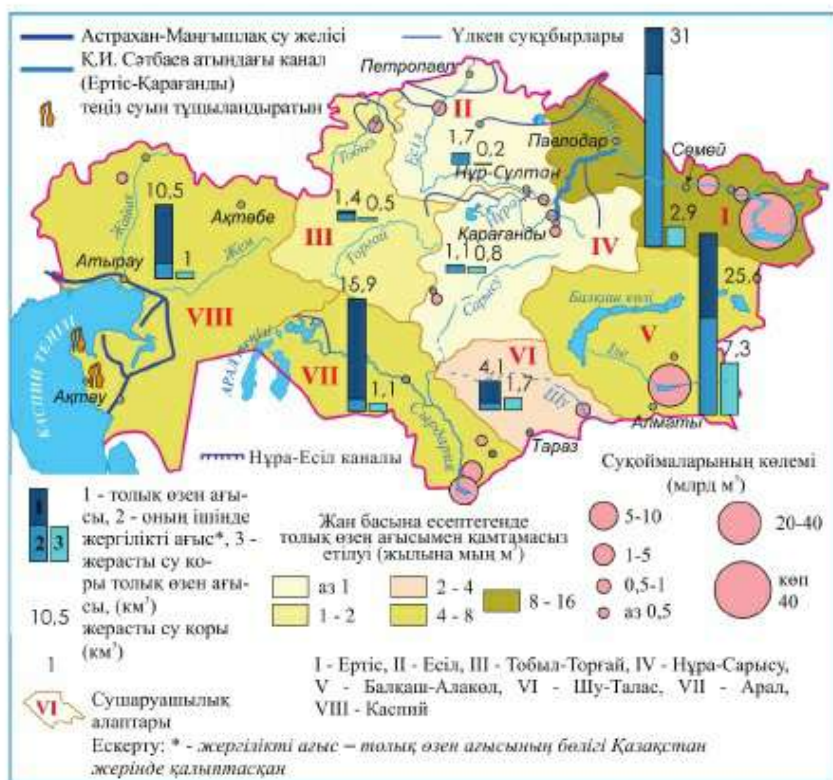 Астрахан-Маңғышлақ су желісі
Үлкен суқұбырлары
Қ.И. Сәтбаев атындағы канал
(Ертіс-Қарағанды)
теңіз суын тұщыландыратын
31
Петропавл
II
1,7
0,2
Есіл
Тобыл
Павлодар
Семей
Нұр-Сұлтан
Нұра
I
2,9
10,5
1
Ақтөбе
Жайық
Жем
Атырау
1,4
0,5
III
Торғай
Қарағанды
IV
1,1
0,8
Сарысу
25,6
Балқаш көлі
V
Іле
7,3
КАСПИЙ ТЕҢІЗІ
VIII
15,9
АРАЛ теңізі
VII
1,1
VI
4,1
1,7
Шу
Ақтау
Сырдария
Алматы
Тараз
Нұра-Есіл каналы
Суқоймаларының көлемі
(млрд м³)
5-10
20-40
1-5
0,5-1
аз 0,5
көп
40
1
2
3
1 - толық өзен ағы-
сы, 2 - оның ішінде
жергілікті ағыс*, 3 -
жерасты су қо-
ры толық өзен ағы-
сы, (км³)
10,5
жерасты су қоры
(км³)
1
Жан басына есептегенде
толық өзен ағысымен қамтамасыз
етілуі (жылына мың м³)
аз 1
2 - 4
8 - 16
1 - 2
4 - 8
VI
Сушаруашылық
алаптары
I - Ертіс, II - Есіл, III - Тобыл-Торғай, IV - Нұра-Сарысу,
V - Балқаш-Алакөл, VI - Шу-Талас, VII - Арал,
VIII - Каспий
Ескерту: * - жергілікті ағыс – толық өзен ағысының бөлігі Қазақстан
жерінде қалыптасқан